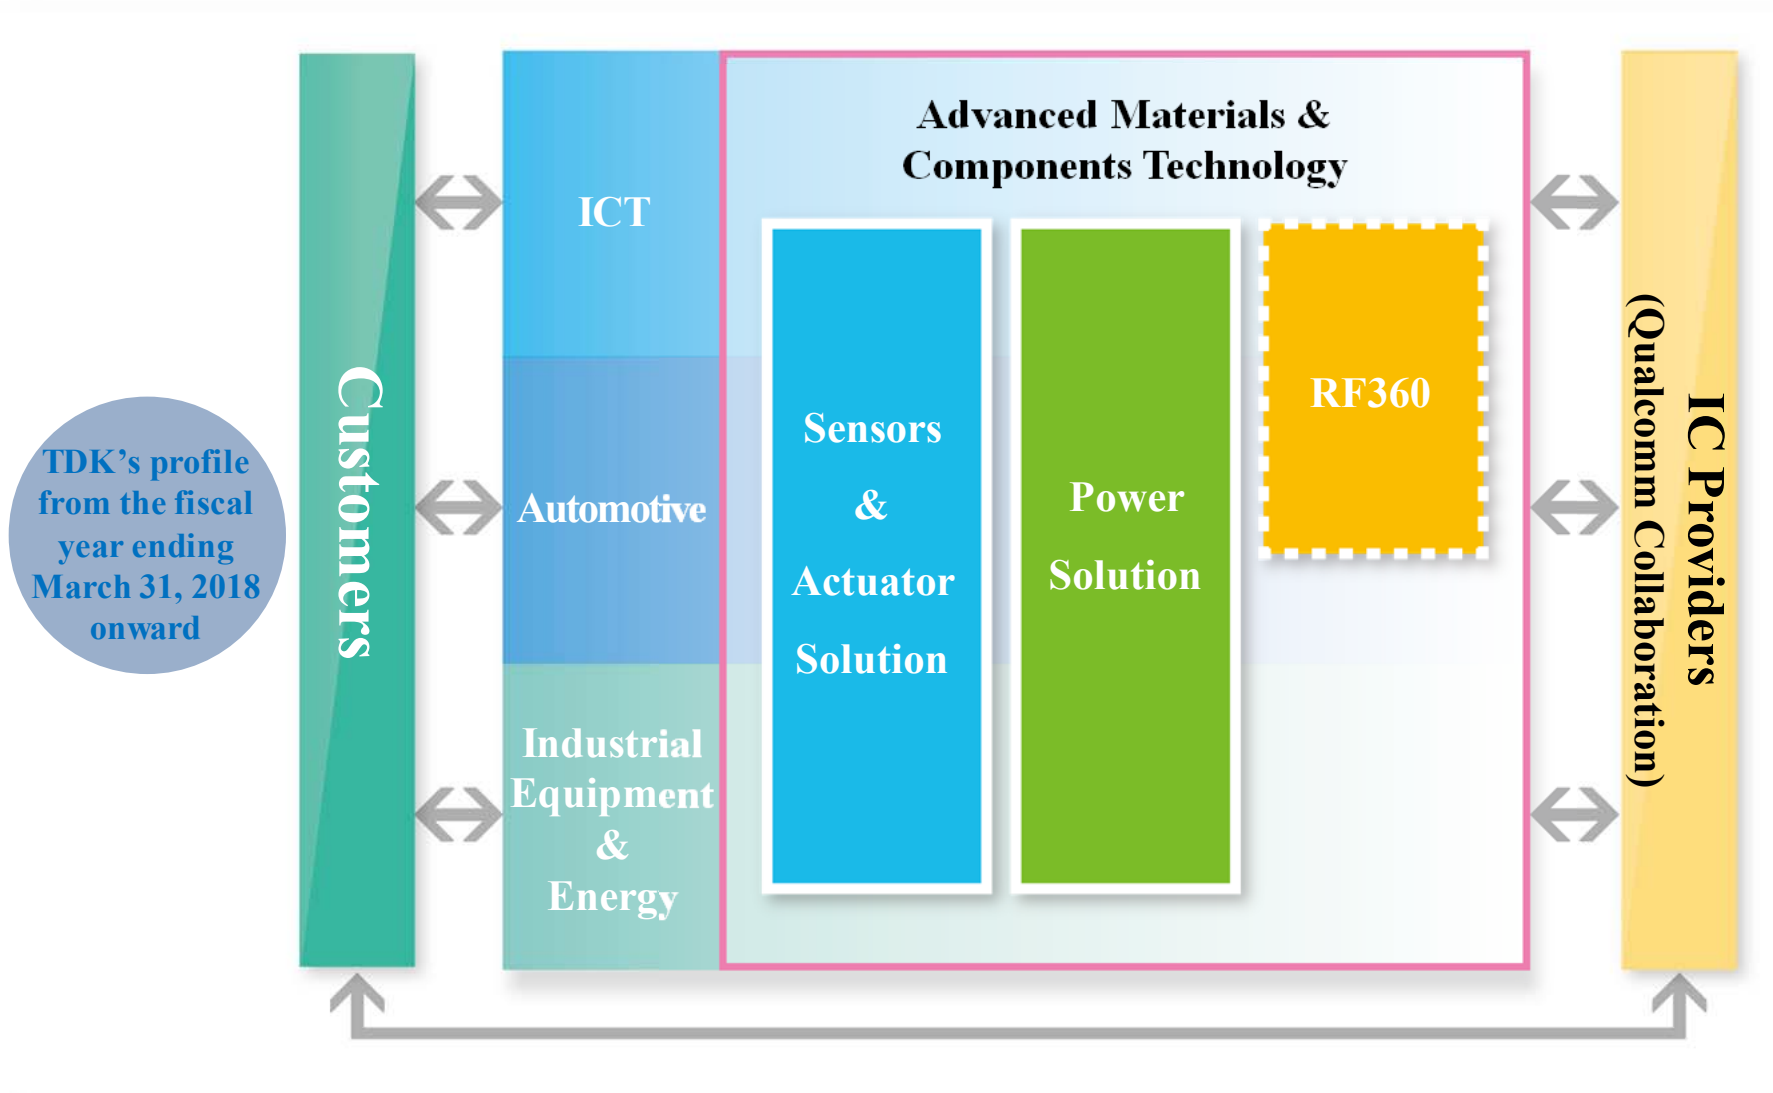 TDK’s profile
from the fiscal
year ending
March 31, 2018
onward
Customers
ICT
Automotive
Industrial
Equipment
&
Energy
Advanced Materials &
Components Technology
Sensors
&
Actuator
Solution
Power
Solution
RF360
IC Providers
(Qualcomm Collaboration)